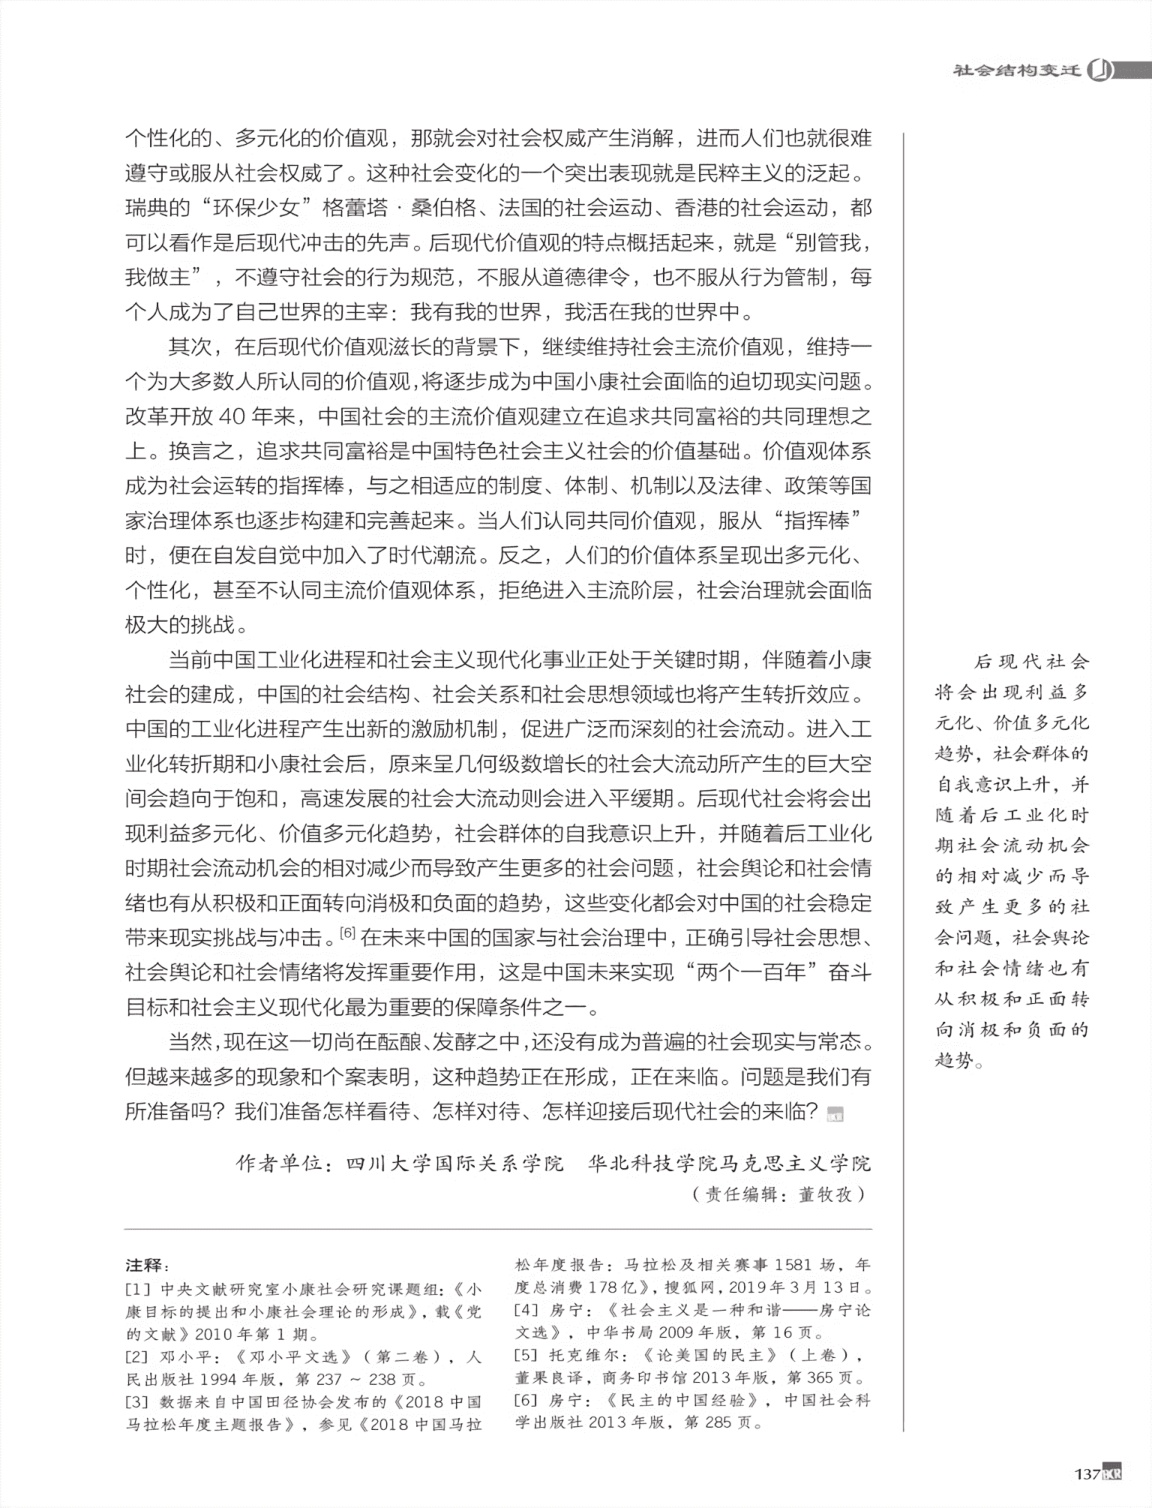 社会结构变迁
个性化的、多元化的价值观，那就会对社会权威产生消解，进而人们也就很难
遵守或服从社会权威了。这种社会变化的一个突出表现就是民粹主义的泛起。
瑞典的“环保少女”格蕾塔·桑伯格、法国的社会运动、香港的社会运动，都
可以看作是后现代冲击的先声。后现代价值观的特点概括起来，就是“别管我，
我做主”，不遵守社会的行为规范，不服从道德律令，也不服从行为管制，每
个人成为了自己世界的主宰：我有我的世界，我活在我的世界中。
其次，在后现代价值观滋长的背景下，继续维持社会主流价值观，维持一
个为大多数人所认同的价值观，将逐步成为中国小康社会面临的迫切现实问题。
改革开放 40 年来，中国社会的主流价值观建立在追求共同富裕的共同理想之
上。换言之，追求共同富裕是中国特色社会主义社会的价值基础。价值观体系
成为社会运转的指挥棒，与之相适应的制度、体制、机制以及法律、政策等国
家治理体系也逐步构建和完善起来。当人们认同共同价值观，服从“指挥棒”
时，便在自发自觉中加入了时代潮流。反之，人们的价值体系呈现出多元化、
个性化，甚至不认同主流价值观体系，拒绝进入主流阶层，社会治理就会面临
极大的挑战。
当前中国工业化进程和社会主义现代化事业正处于关键时期，伴随着小康
社会的建成，中国的社会结构、社会关系和社会思想领域也将产生转折效应。
中国的工业化进程产生出新的激励机制，促进广泛而深刻的社会流动。进入工
业化转折期和小康社会后，原来呈几何级数增长的社会大流动所产生的巨大空
间会趋向于饱和，高速发展的社会大流动则会进入平缓期。后现代社会将会出
现利益多元化、价值多元化趋势，社会群体的自我意识上升，并随着后工业化
时期社会流动机会的相对减少而导致产生更多的社会问题，社会舆论和社会情
绪也有从积极和正面转向消极和负面的趋势，这些变化都会对中国的社会稳定
带来现实挑战与冲击。[6] 在未来中国的国家与社会治理中，正确引导社会思想、
社会舆论和社会情绪将发挥重要作用，这是中国未来实现“两个一百年”奋斗
目标和社会主义现代化最为重要的保障条件之一。
当然，现在这一切尚在酝酿、发酵之中，还没有成为普遍的社会现实与常态。
但越来越多的现象和个案表明，这种趋势正在形成，正在来临。问题是我们有
所准备吗？我们准备怎样看待、怎样对待、怎样迎接后现代社会的来临？
作者单位：四川大学国际关系学院 华北科技学院马克思主义学院
（责任编辑：董牧孜）
后现代社会
将会出现利益多
元化、价值多元化
趋势，社会群体的
自我意识上升，并
随着后工业化时
期社会流动机会
的相对减少而导
致产生更多的社
会问题，社会舆论
和社会情绪也有
从积极和正面转
向消极和负面的
趋势。
注释：
[1] 中央文献研究室小康社会研究课题组：《小
康目标的提出和小康社会理论的形成》，载《党
的文献》2010 年第 1 期。
[2] 邓小平：《邓小平文选》（第二卷），人
民出版社 1994 年版，第 237 ~ 238 页。
[3] 数据来自中国田径协会发布的《2018 中国
马拉松年度主题报告》，参见《2018 中国马拉
松年度报告：马拉松及相关赛事 1581 场，年
度总消费 178 亿》，搜狐网，2019 年 3 月 13 日。
[4] 房宁：《社会主义是一种和谐——房宁论
文选》，中华书局 2009 年版，第 16 页。
[5] 托克维尔：《论美国的民主》（上卷），
董果良译，商务印书馆 2013 年版，第 365 页。
[6] 房宁：《民主的中国经验》，中国社会科
学出版社 2013 年版，第 285 页。
137